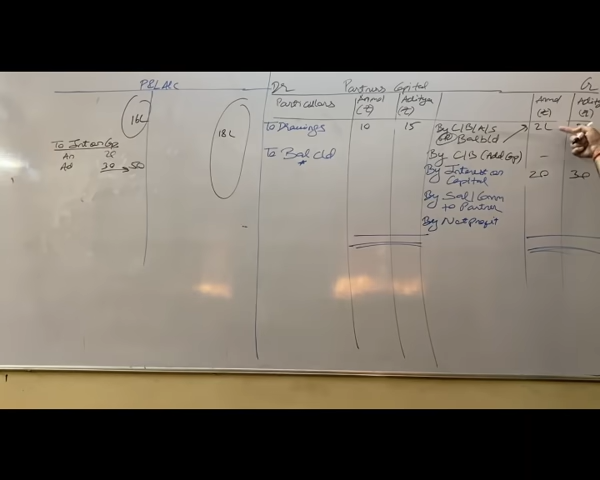 P&L A/C
Dr Partners Capital Cr
Particulars Anmol (₹) Aditya (₹) Anmol (₹) Aditya (₹)
16L 18L
To Drawings 10 15 By C/B/A/S 2L
Balb/d
To Int on Cap
An 20
Ad 30 50
To Bal c/d By C/B (Add Cap) -
By Interest on Capital 20 30
By Sal/Comm
to Partner
By Net profit